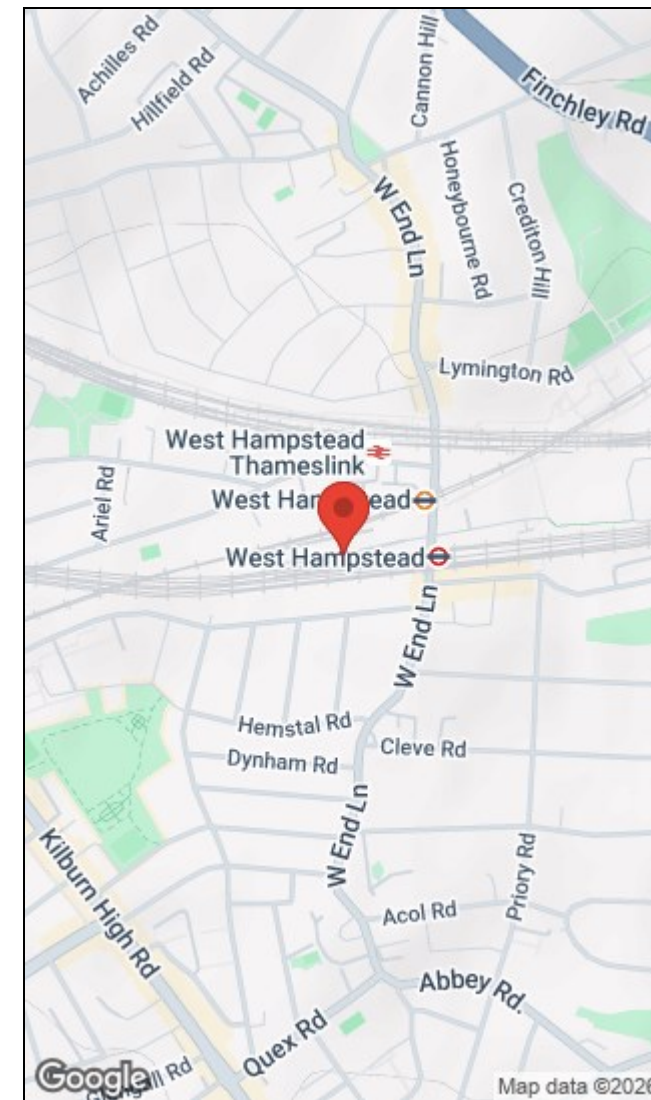 Achilles Rd
Hillfield Rd
Cannon Hill
Finchley Rd
Honeybourne Rd
Crediton Hill
W End Ln
Lymington Rd
West Hampstead
Thameslink
Ariel Rd
West Ham ead
West Hampstead
W End Ln
Hemstal Rd
Cleve Rd
Dynham Rd
W End Ln
Kilburn High Rd
Priory Rd
Acol Rd
Abbey Rd.
Quex Rd
Google
Rd
Map data ©2026